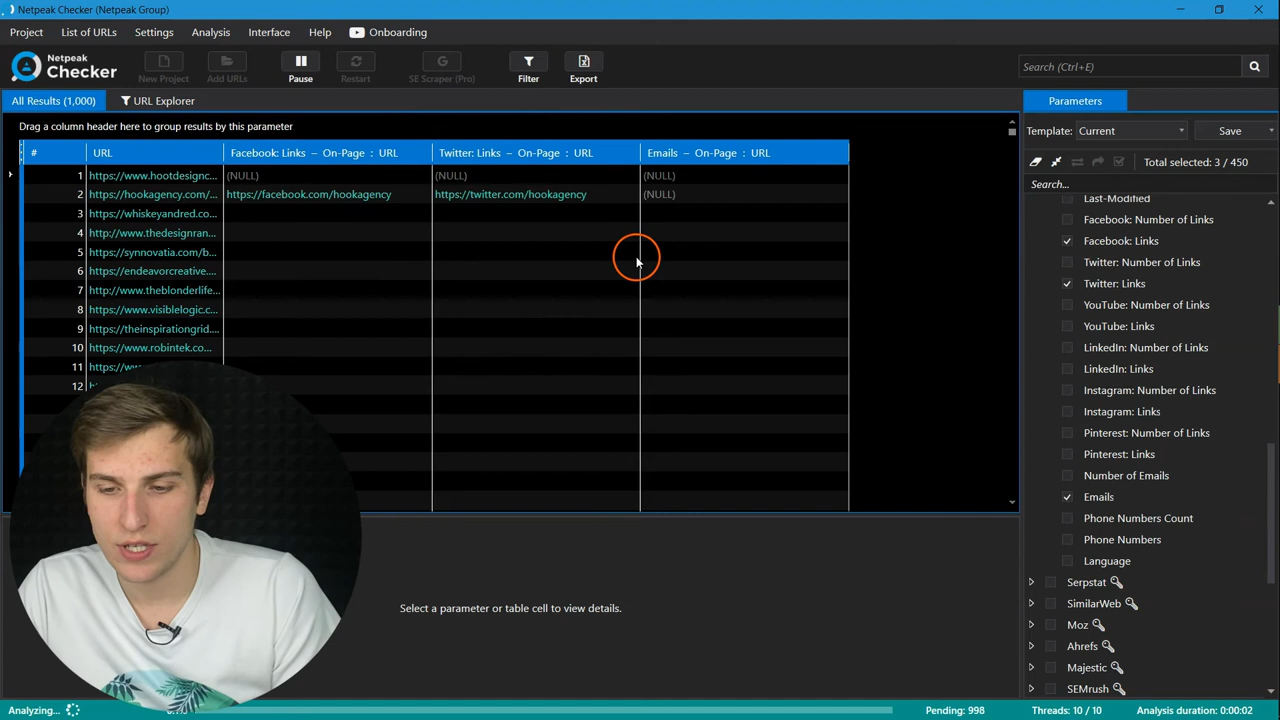 Netpeak Checker (Netpeak Group)
Project List of URLs Settings Analysis Interface Help Onboarding
Netpeak
Checker
New Project Add URLs Pause Restart SE Scraper (Pro) Filter Export
Search (Ctrl+E)
All Results (1,000) URL Explorer
Parameters
Drag a column header here to group results by this parameter
Template: Current Save
# URL Facebook: Links – On-Page : URL Twitter: Links – On-Page : URL Emails – On-Page : URL
Total selected: 3 / 450
1 https://www.hootdesignc... (NULL) (NULL) (NULL)
Search...
2 https://hookagency.com/... https://facebook.com/hookagency https://twitter.com/hookagency (NULL)
3 https://whiskeyandred.co...
4 http://www.thedesignran...
5 https://synnovatia.com/b...
6 https://endeavorcreative....
7 http://www.theblonderlife...
8 https://www.visiblelogic.c...
9 https://theinspirationgrid....
10 https://www.robintek.co...
11 https://ww
12
Last-Modified
Facebook: Number of Links
Facebook: Links
Twitter: Number of Links
Twitter: Links
YouTube: Number of Links
YouTube: Links
LinkedIn: Number of Links
LinkedIn: Links
Instagram: Number of Links
Instagram: Links
Pinterest: Number of Links
Pinterest: Links
Number of Emails
Emails
Phone Numbers Count
Phone Numbers
Language
Serpstat
SimilarWeb
Moz
Ahrefs
Majestic
SEMrush
Select a parameter or table cell to view details.
Analyzing... Pending: 998 Threads: 10 / 10 Analysis duration: 0:00:02